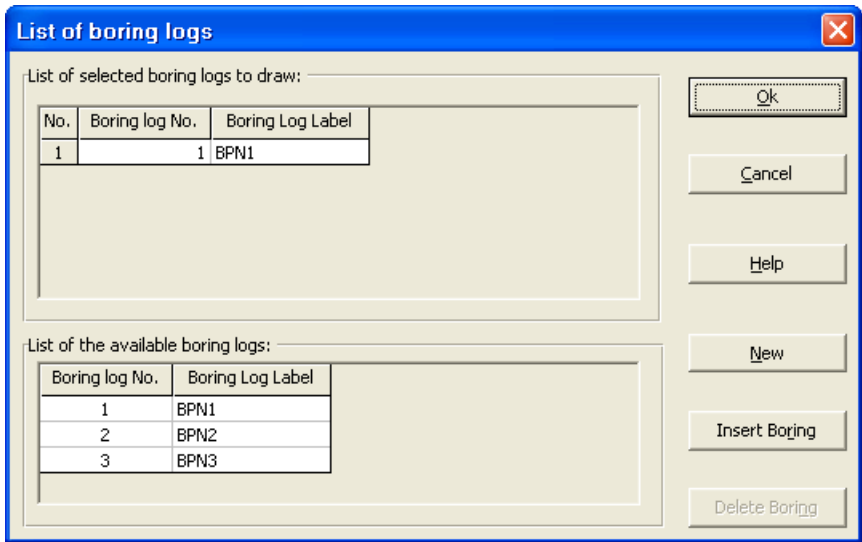 List of boring logs
List of selected boring logs to draw:
No. Boring log No. Boring Log Label
1 1 BPN1
List of the available boring logs:
Boring log No. Boring Log Label
1 BPN1
2 BPN2
3 BPN3
Ok
Cancel
Help
New
Insert Boring
Delete Boring